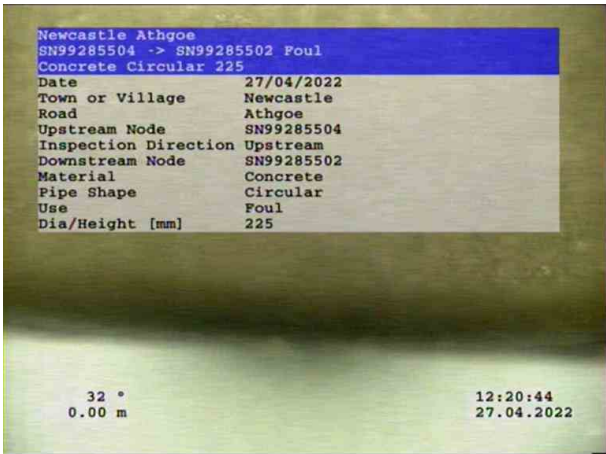 Newcastle Athgoe
SN99285504 -> SN99285502 Foul
Concrete Circular 225
Date 27/04/2022
Town or Village Newcastle
Road Athgoe
Upstream Node SN99285504
Inspection Direction Upstream
Downstream Node SN99285502
Material Concrete
Pipe Shape Circular
Use Foul
Dia/Height [mm] 225
32 ° 12:20:44
0.00 m 27.04.2022